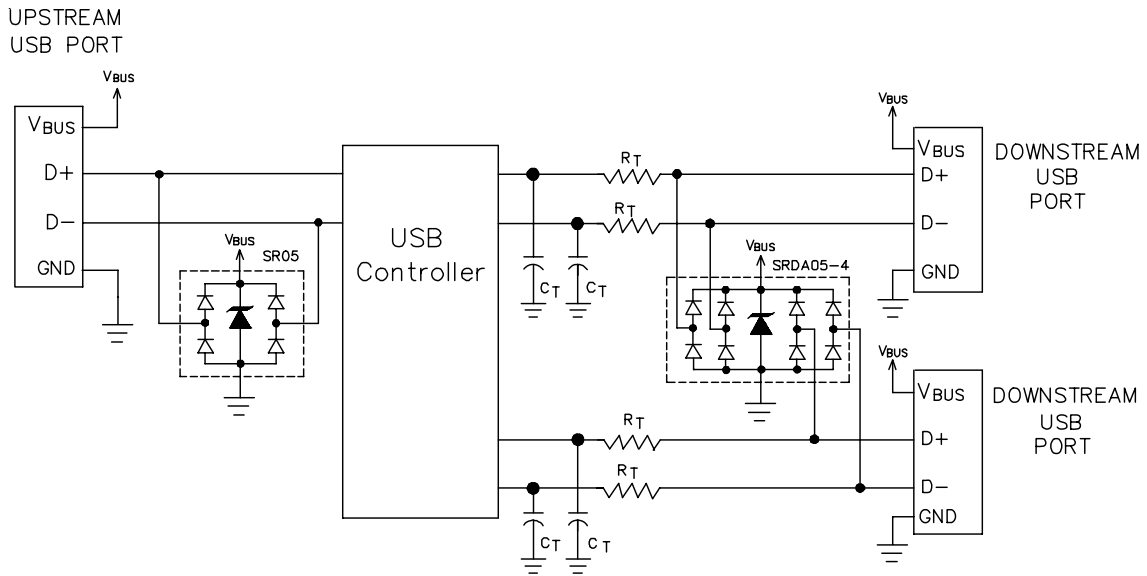 UPSTREAM
USB PORT
VBUS
VBUS
D+
D-
GND
VBUS
SR05
USB
Controller
RT
RT
CT
CT
VBUS
SRDA05-4
VBUS
VBUS
D+
D-
GND
DOWNSTREAM
USB
PORT
RT
RT
CT
CT
VBUS
VBUS
D+
D-
GND
DOWNSTREAM
USB
PORT